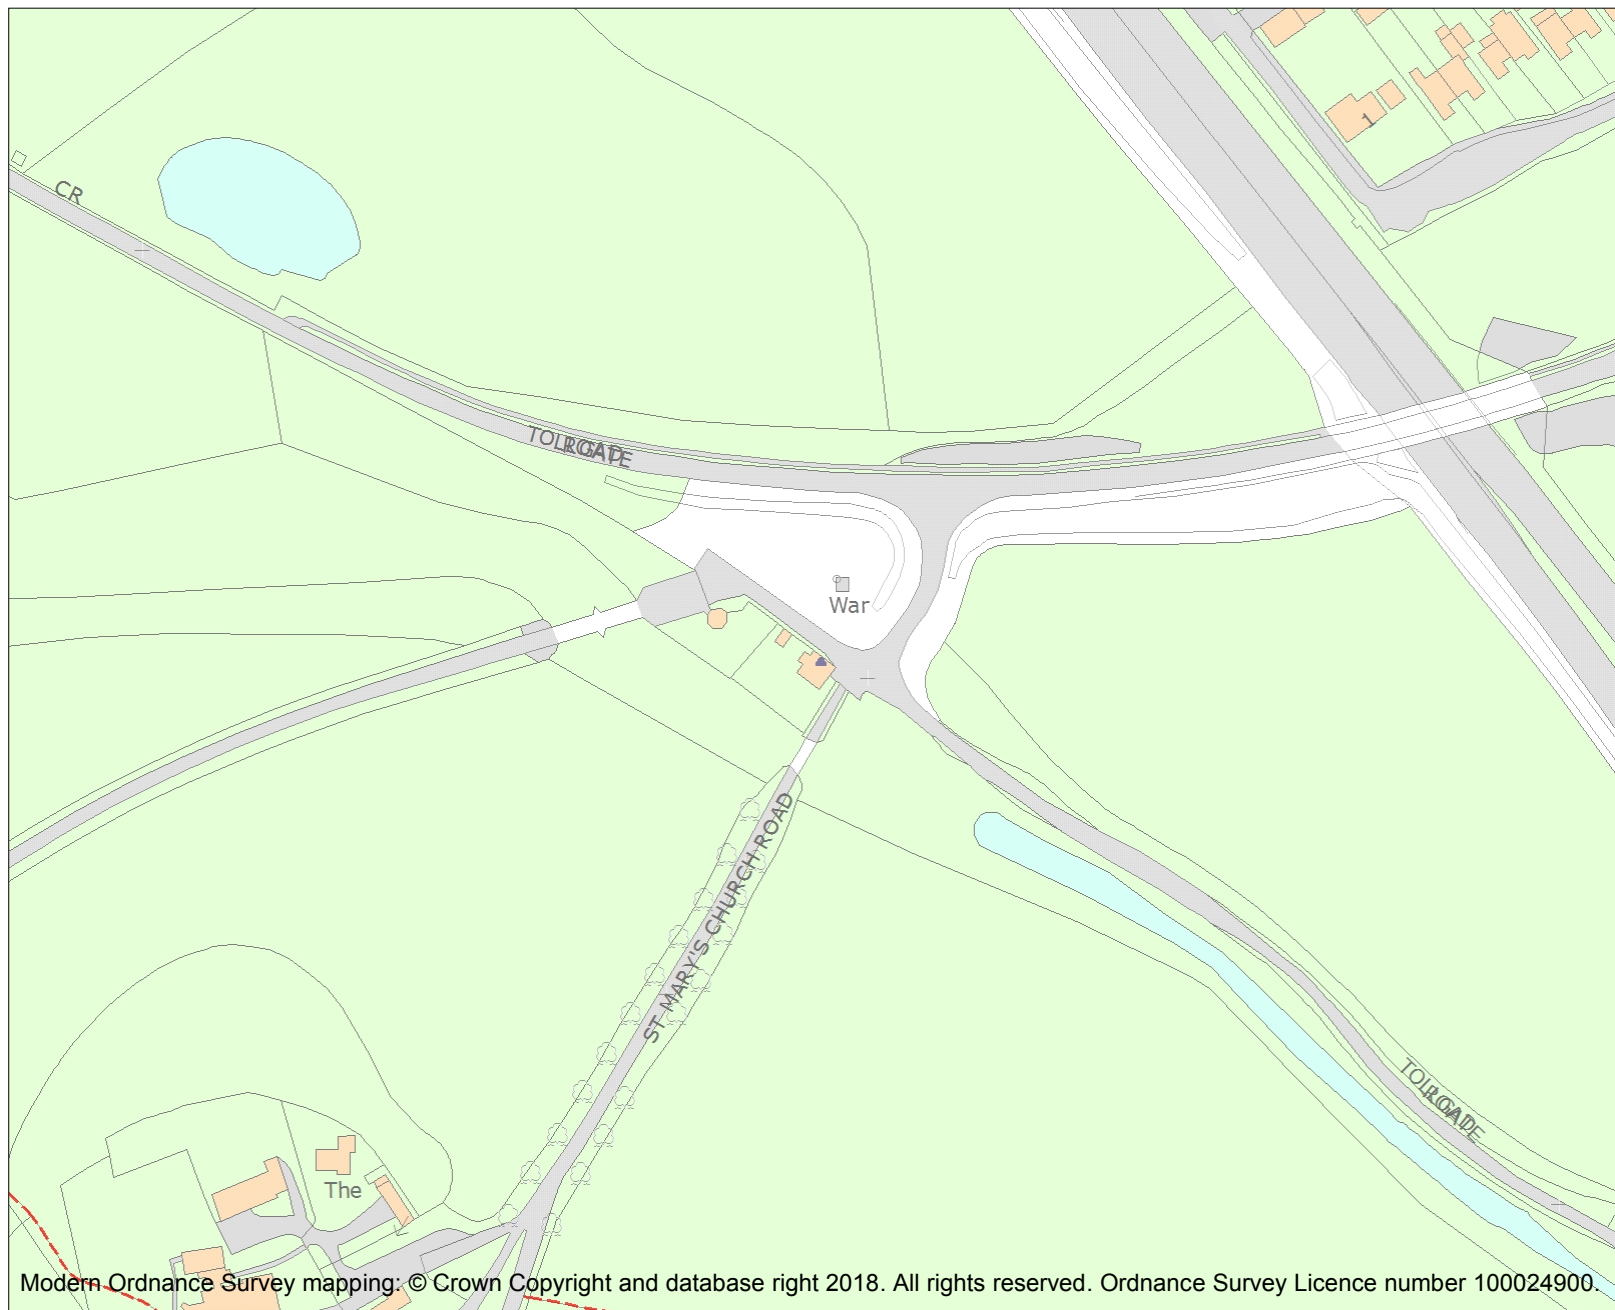 1
CR
TOLLGATE ROAD
War
ST MARY'S CHURCH ROAD
TOLLGATE ROAD
The
Modern Ordnance Survey mapping: © Crown Copyright and database right 2018. All rights reserved. Ordnance Survey Licence number 100024900.